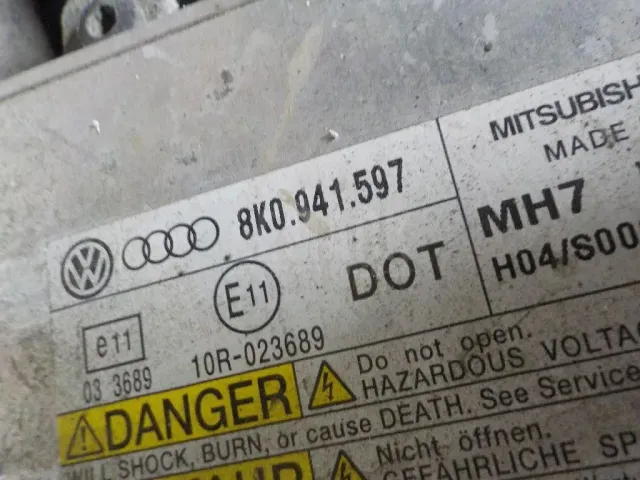 MITSUBISH
MADE
8K0.941.597
MH7
H04/S00
E11 DOT
e11
03 3689 10R-023689
DANGER Do not open.
HAZARDOUS VOLTA
WILL SHOCK, BURN, or cause DEATH. See Service
Nicht öffnen.
GEFÄHRLICHE SP